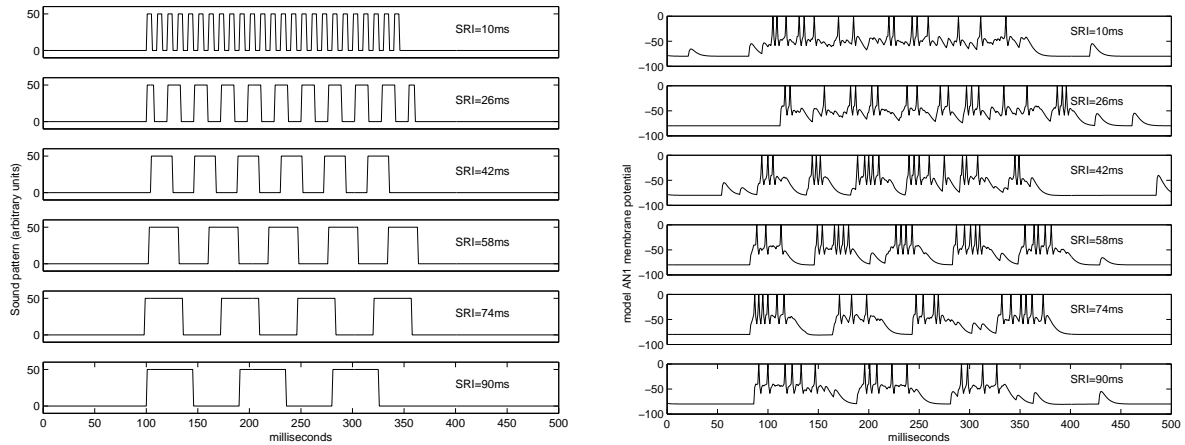 50
0
SRI=10ms
50
0
SRI=26ms
50
0
SRI=42ms
50
0
SRI=58ms
50
0
SRI=74ms
50
0
SRI=90ms
0 50 100 150 200 250 300 350 400 450 500
milliseconds
Sound pattern (arbitrary units)
0
−50
−100
SRI=10ms
0
−50
−100
SRI=26ms
0
−50
−100
SRI=42ms
0
−50
−100
SRI=58ms
0
−50
−100
SRI=74ms
0
−50
−100
SRI=90ms
0 50 100 150 200 250 300 350 400 450 500
milliseconds
model AN1 membrane potential